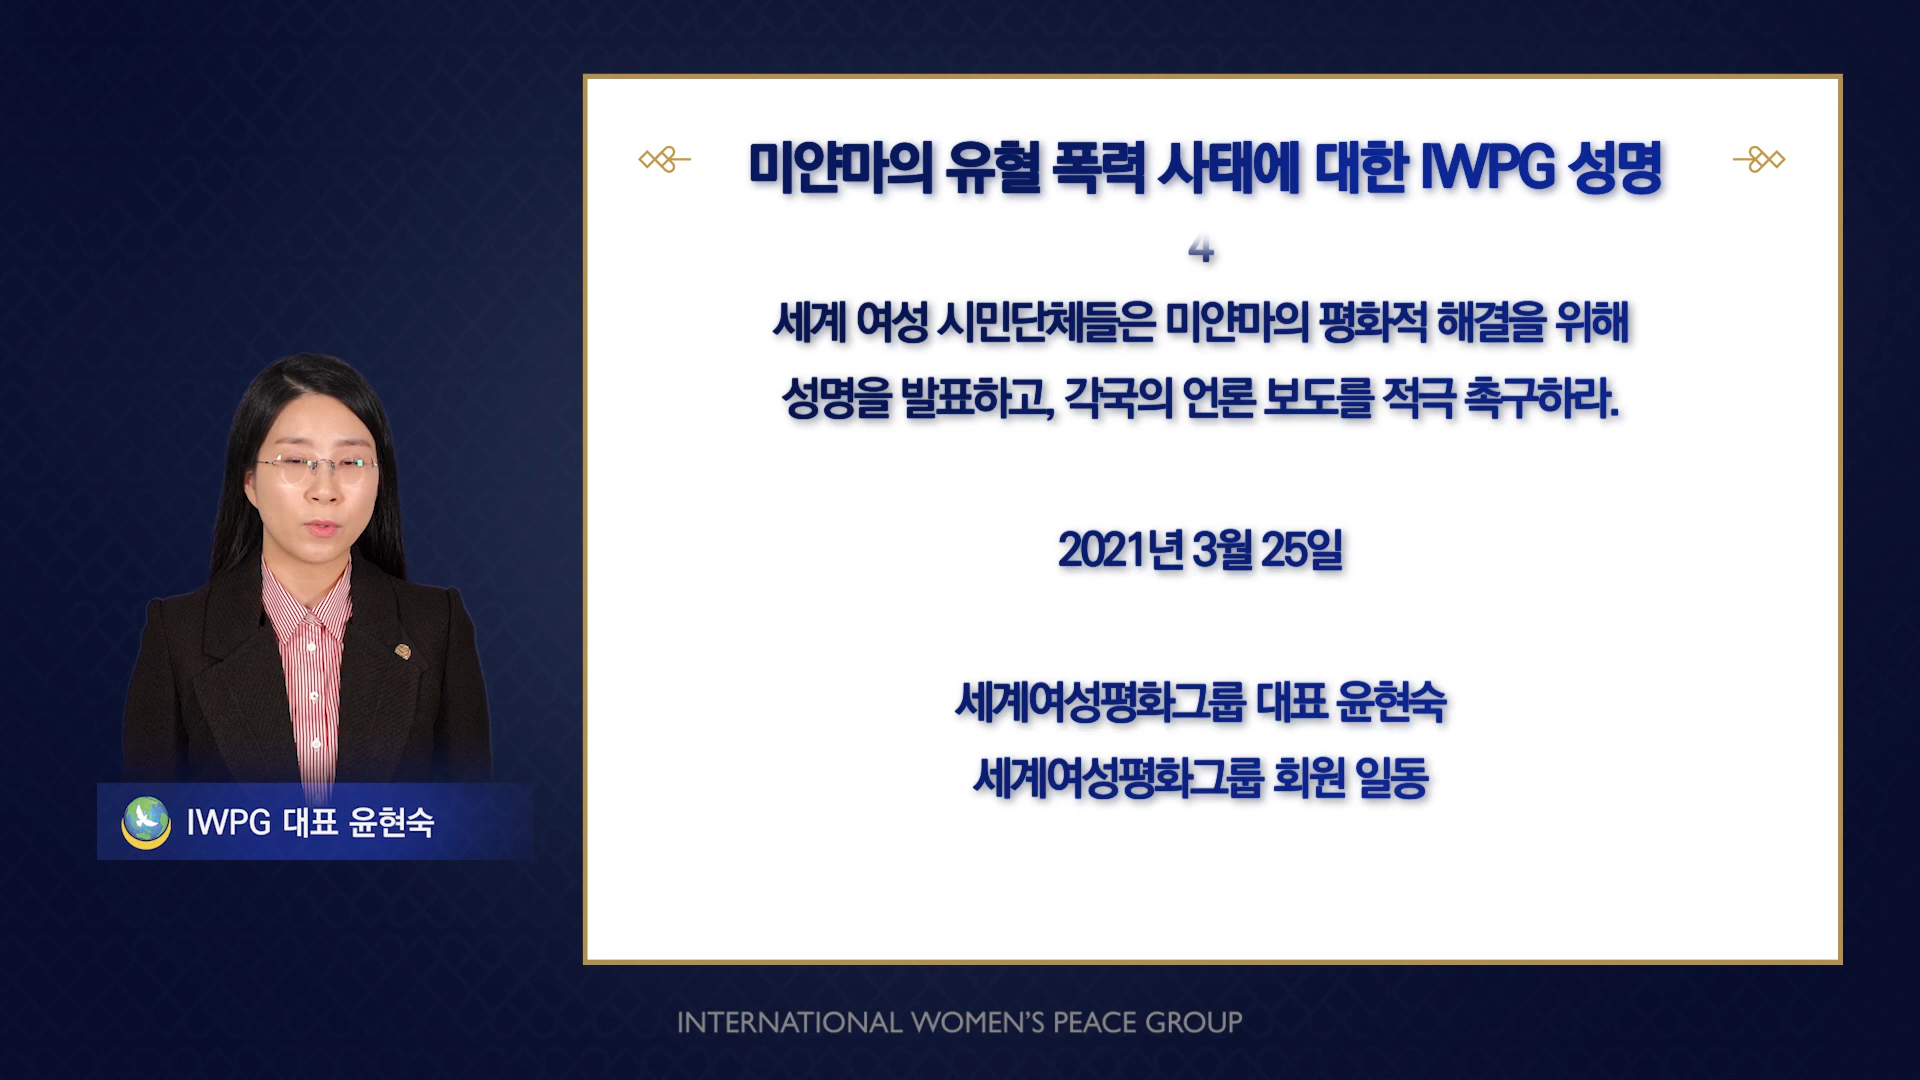 미얀마의 유혈 폭력 사태에 대한 IWPG 성명
4
세계 여성 시민단체들은 미얀마의 평화적 해결을 위해
성명을 발표하고, 각국의 언론 보도를 적극 촉구하라.
2021년 3월 25일
세계여성평화그룹 대표 윤현숙
세계여성평화그룹 회원 일동
IWPG 대표 윤현숙
INTERNATIONAL WOMEN'S PEACE GROUP